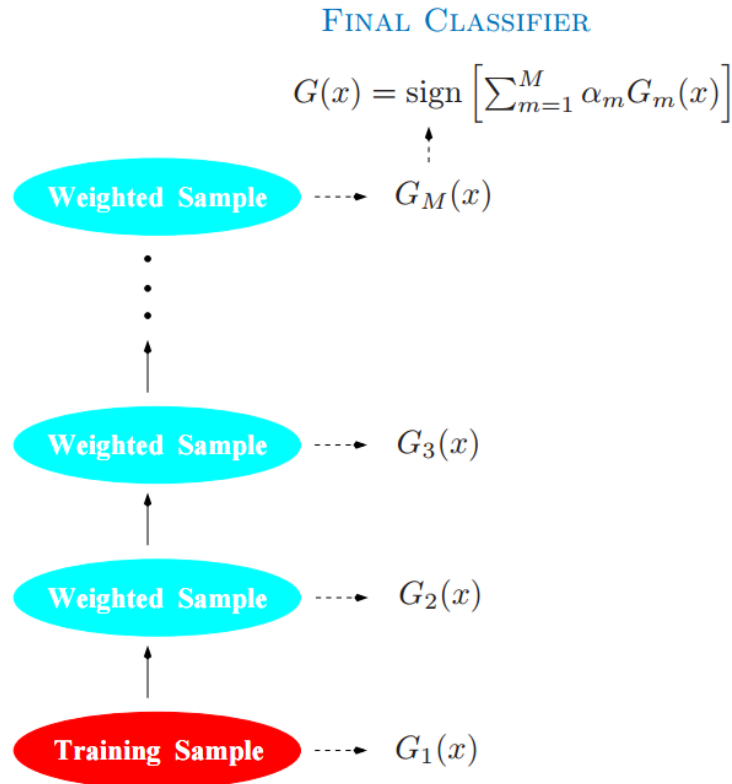 FINAL CLASSIFIER
G(x) = sign [∑_{m=1}^{M} α_m G_m(x)]
Weighted Sample G_M(x)
Weighted Sample G_3(x)
Weighted Sample G_2(x)
Training Sample G_1(x)